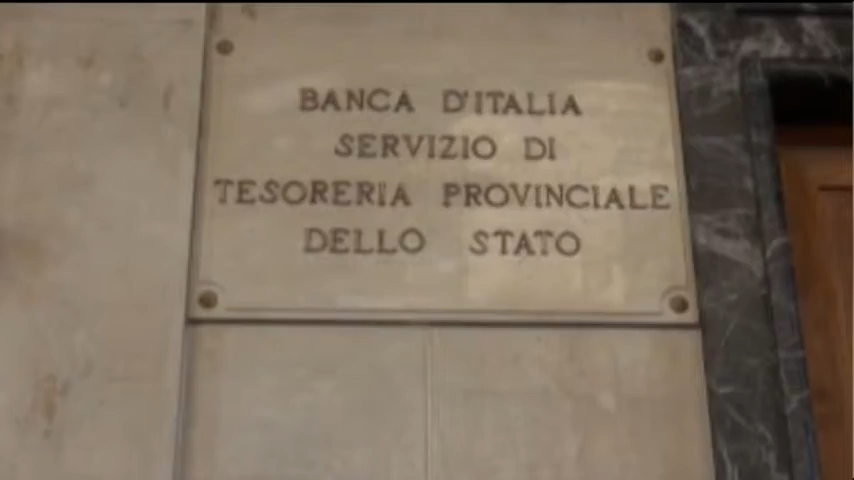 BANCA D'ITALIA
SERVIZIO DI
TESORERIA PROVINCIALE
DELLO STATO